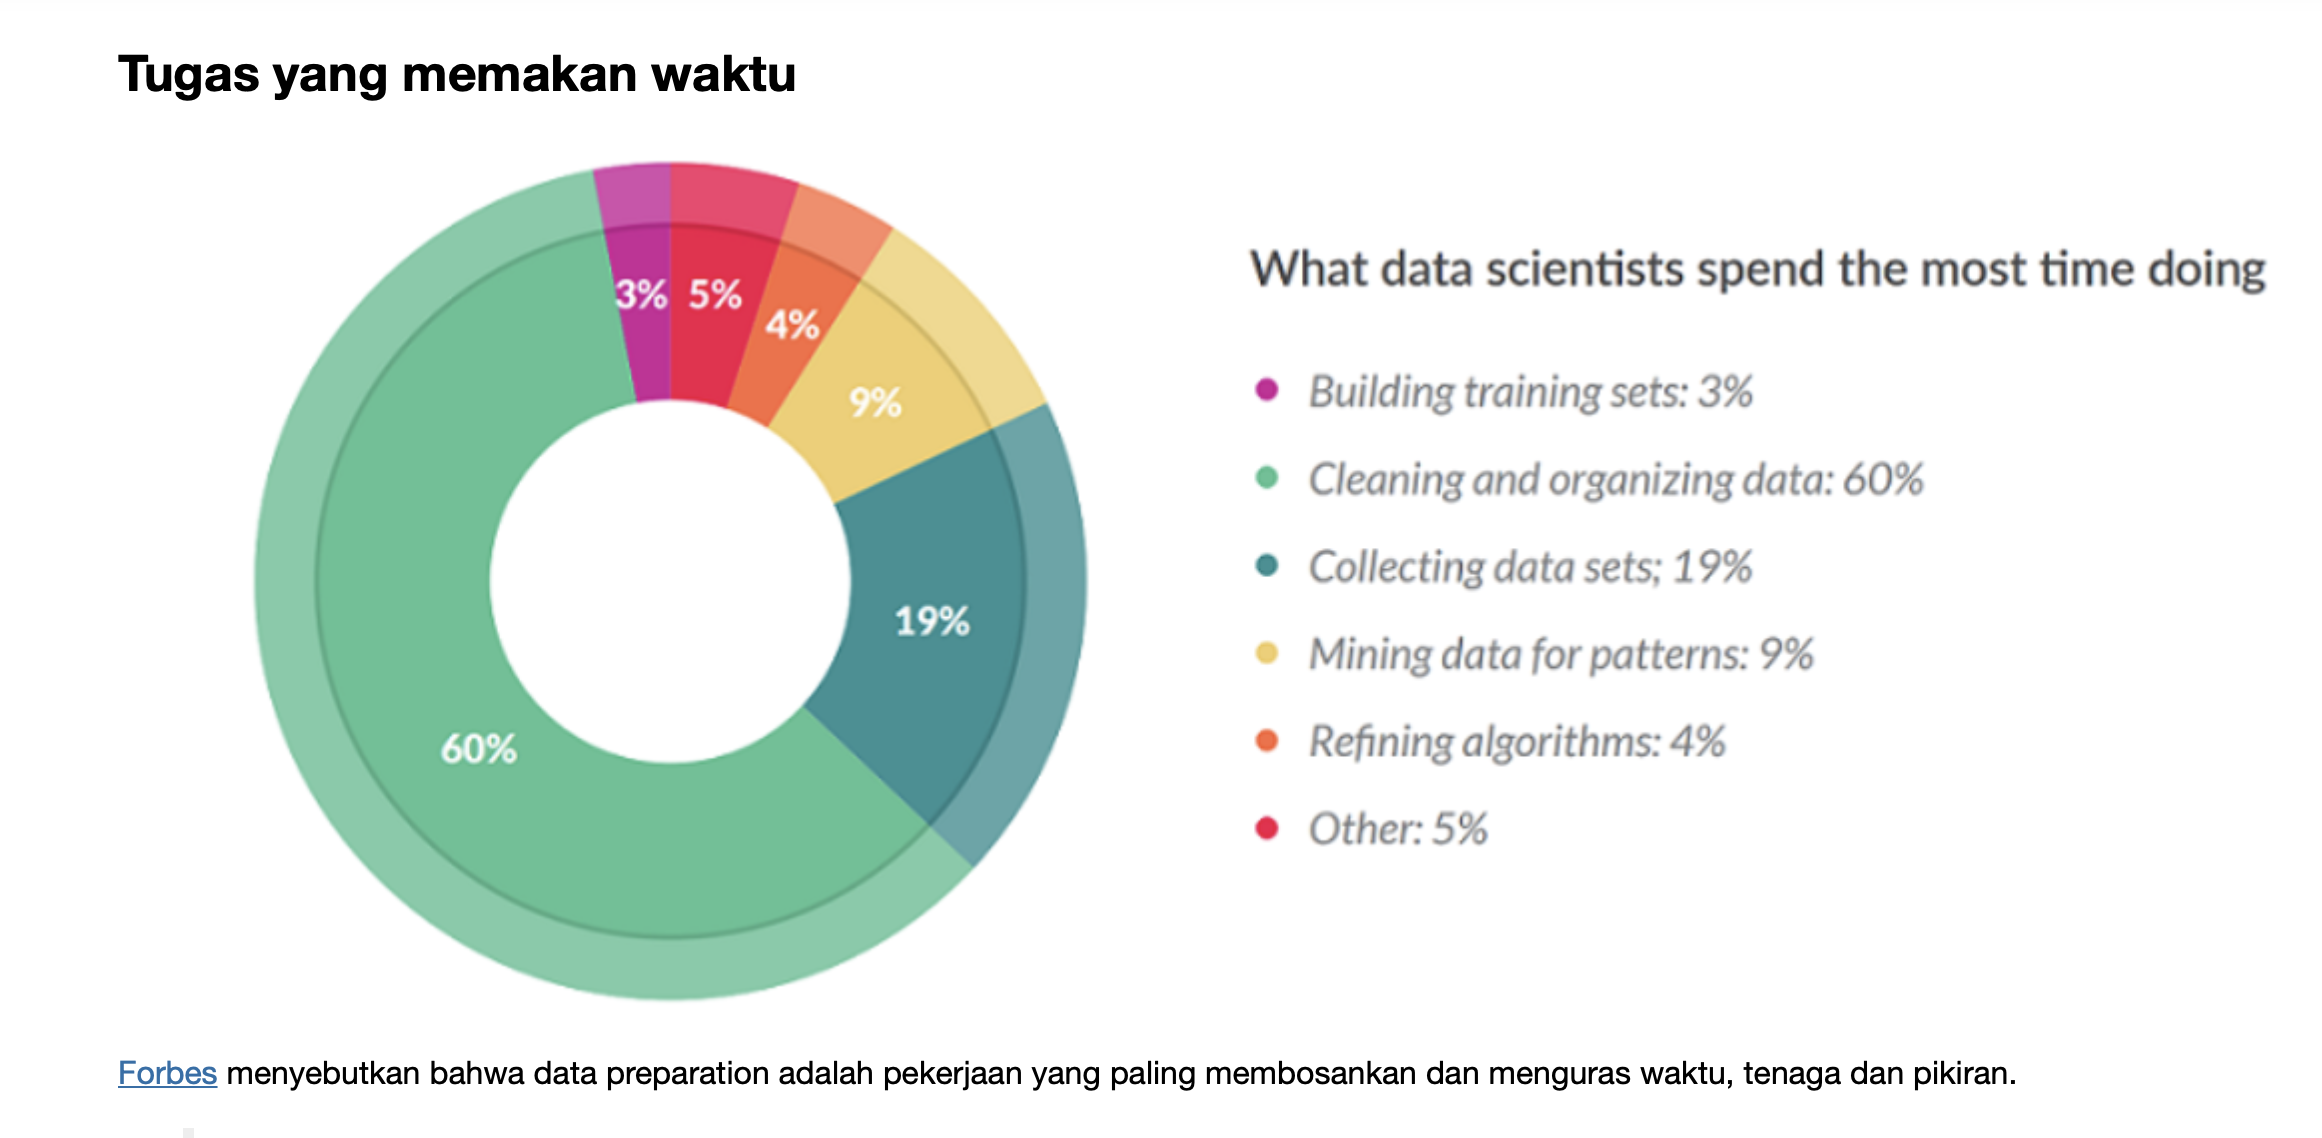 Tugas yang memakan waktu
3%
5%
4%
9%
19%
60%
What data scientists spend the most time doing
Building training sets: 3%
Cleaning and organizing data: 60%
Collecting data sets; 19%
Mining data for patterns: 9%
Refining algorithms: 4%
Other: 5%
Forbes menyebutkan bahwa data preparation adalah pekerjaan yang paling membosankan dan menguras waktu, tenaga dan pikiran.